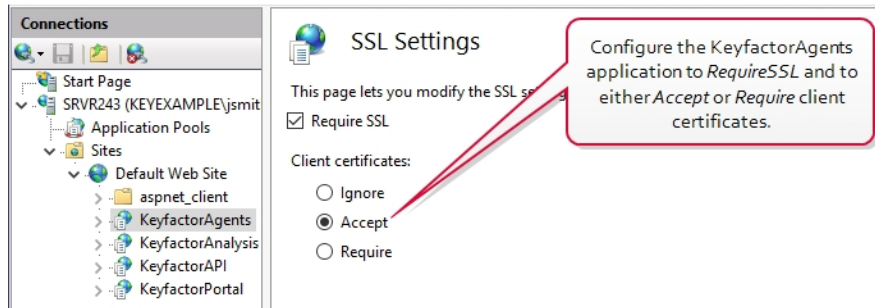 Connections
Start Page
SRVR243 (KEYEXAMPLE\jsmit
Application Pools
Sites
Default Web Site
aspnet_client
KeyfactorAgents
KeyfactorAnalysis
KeyfactorAPI
KeyfactorPortal
SSL Settings
This page lets you modify the SSL
Require SSL
Client certificates:
Ignore
Accept
Require
Configure the KeyfactorAgents
application to RequireSSL and to
either Accept or Require client
certificates.